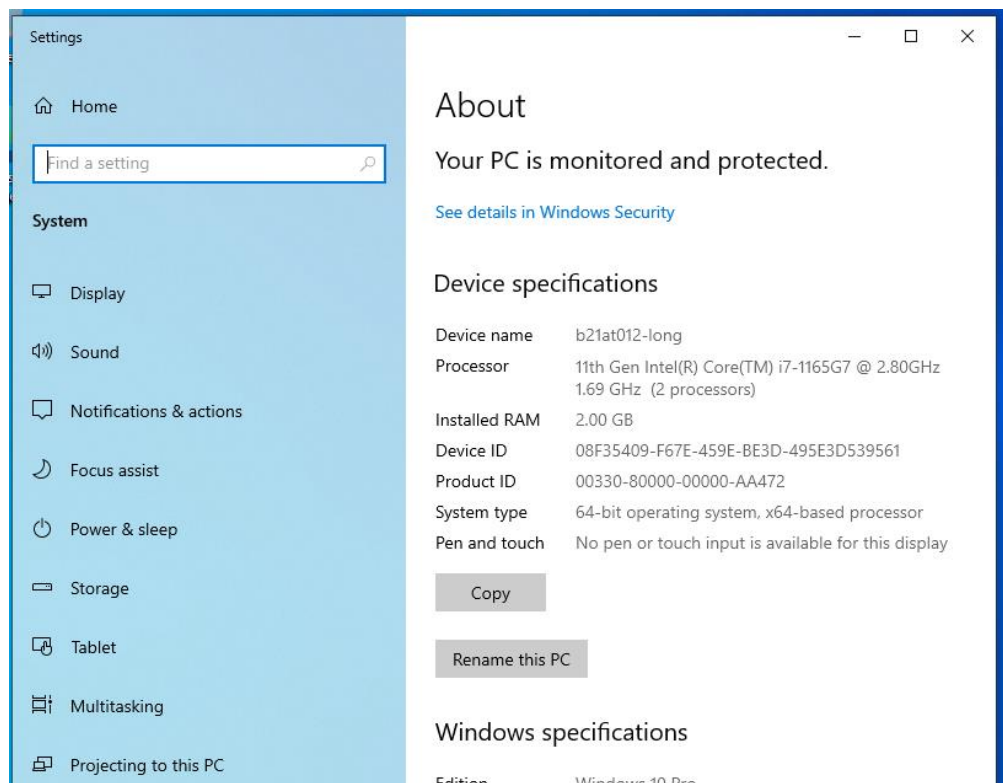 Settings
Home
Find a setting
System
Display
Sound
Notifications & actions
Focus assist
Power & sleep
Storage
Tablet
Multitasking
Projecting to this PC
About
Your PC is monitored and protected.
See details in Windows Security
Device specifications
Device name b21at012-long
Processor 11th Gen Intel(R) Core(TM) i7-1165G7 @ 2.80GHz
1.69 GHz (2 processors)
Installed RAM 2.00 GB
Device ID 08F35409-F67E-459E-BE3D-495E3D539561
Product ID 00330-80000-00000-AA472
System type 64-bit operating system, x64-based processor
Pen and touch No pen or touch input is available for this display
Copy
Rename this PC
Windows specifications
Edition Windows 10 Pro